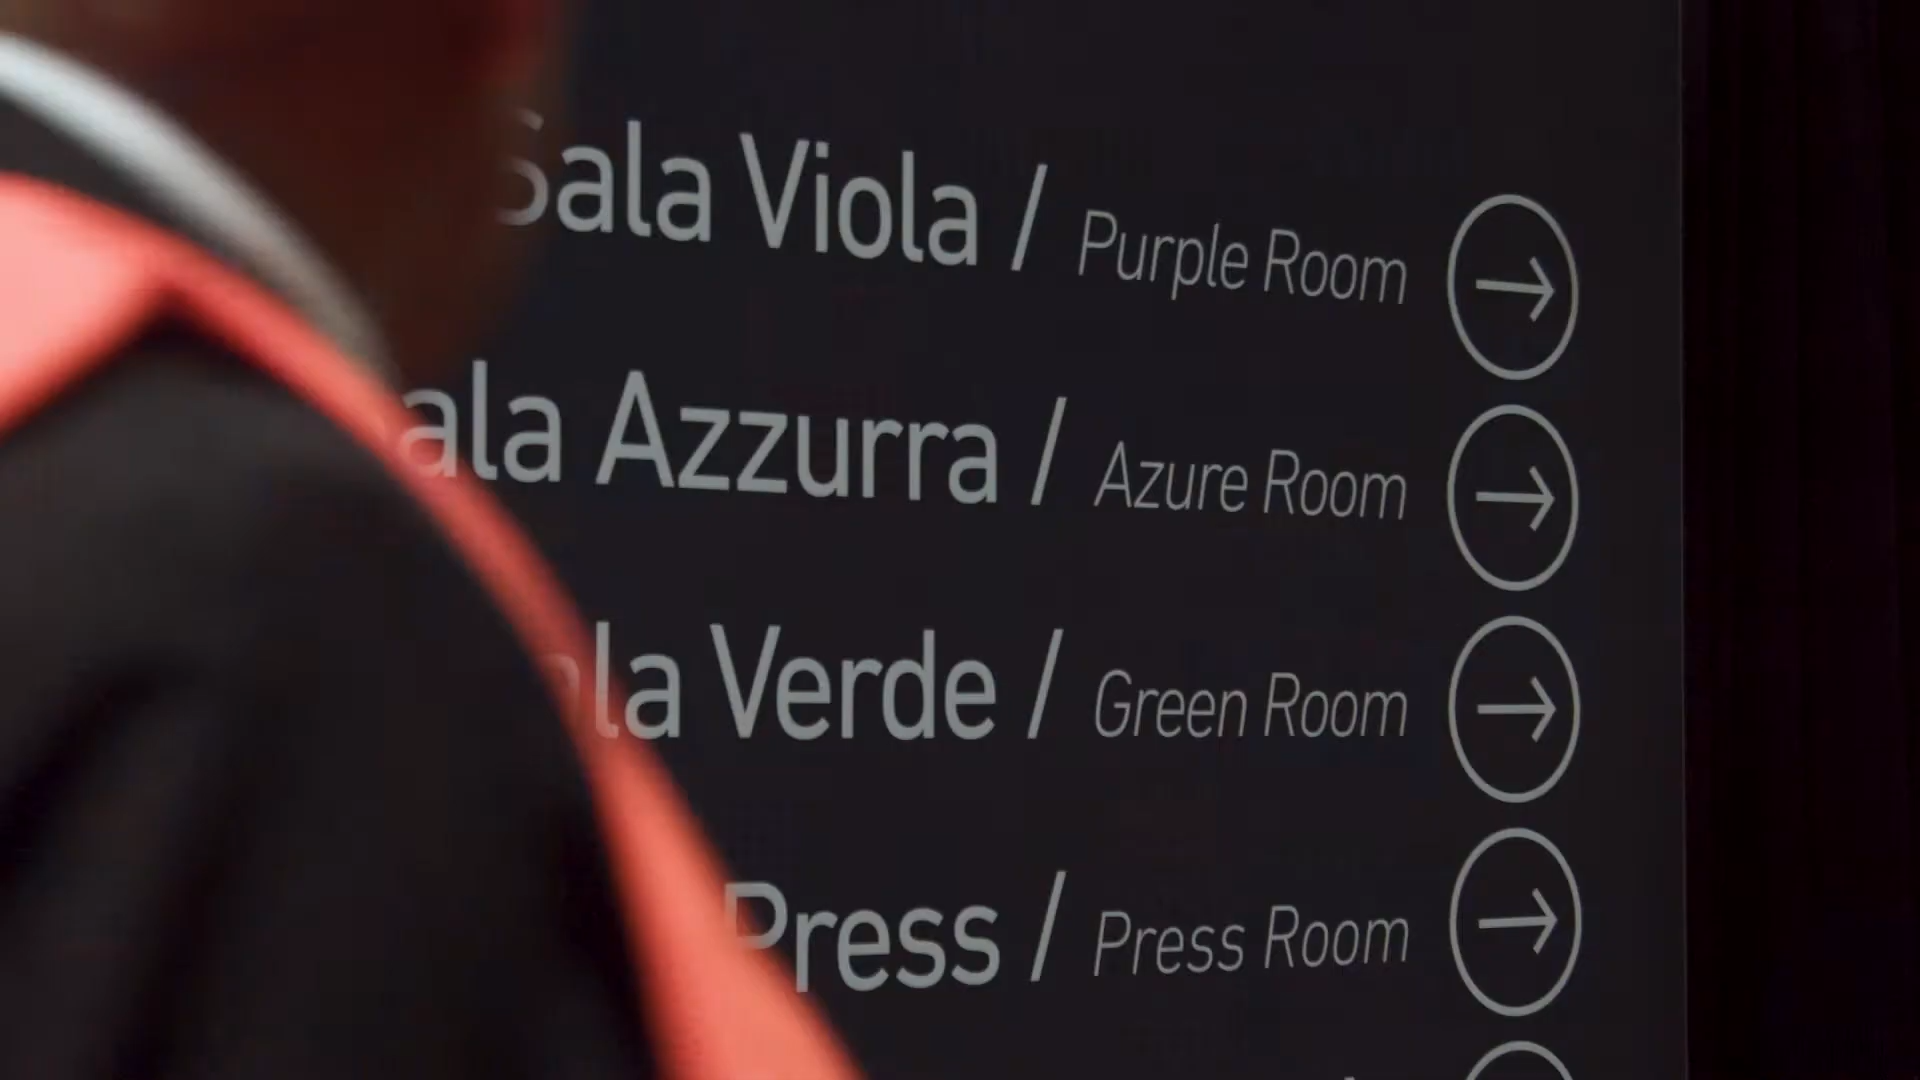 Sala Viola / Purple Room
ala Azzurra / Azure Room
la Verde / Green Room
Press / Press Room